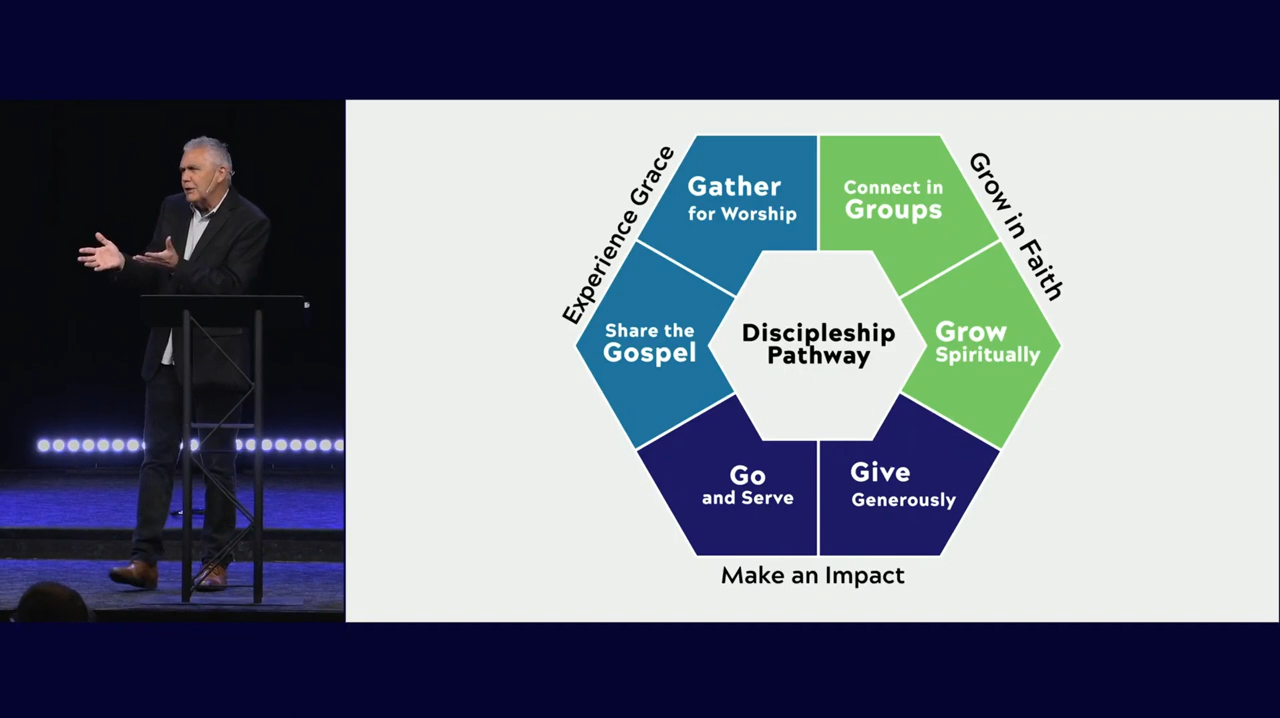 Experience Grace
Grow in Faith
Gather
for Worship
Connect in
Groups
Share the
Gospel
Discipleship
Pathway
Grow
Spiritually
Go
and Serve
Give
Generously
Make an Impact